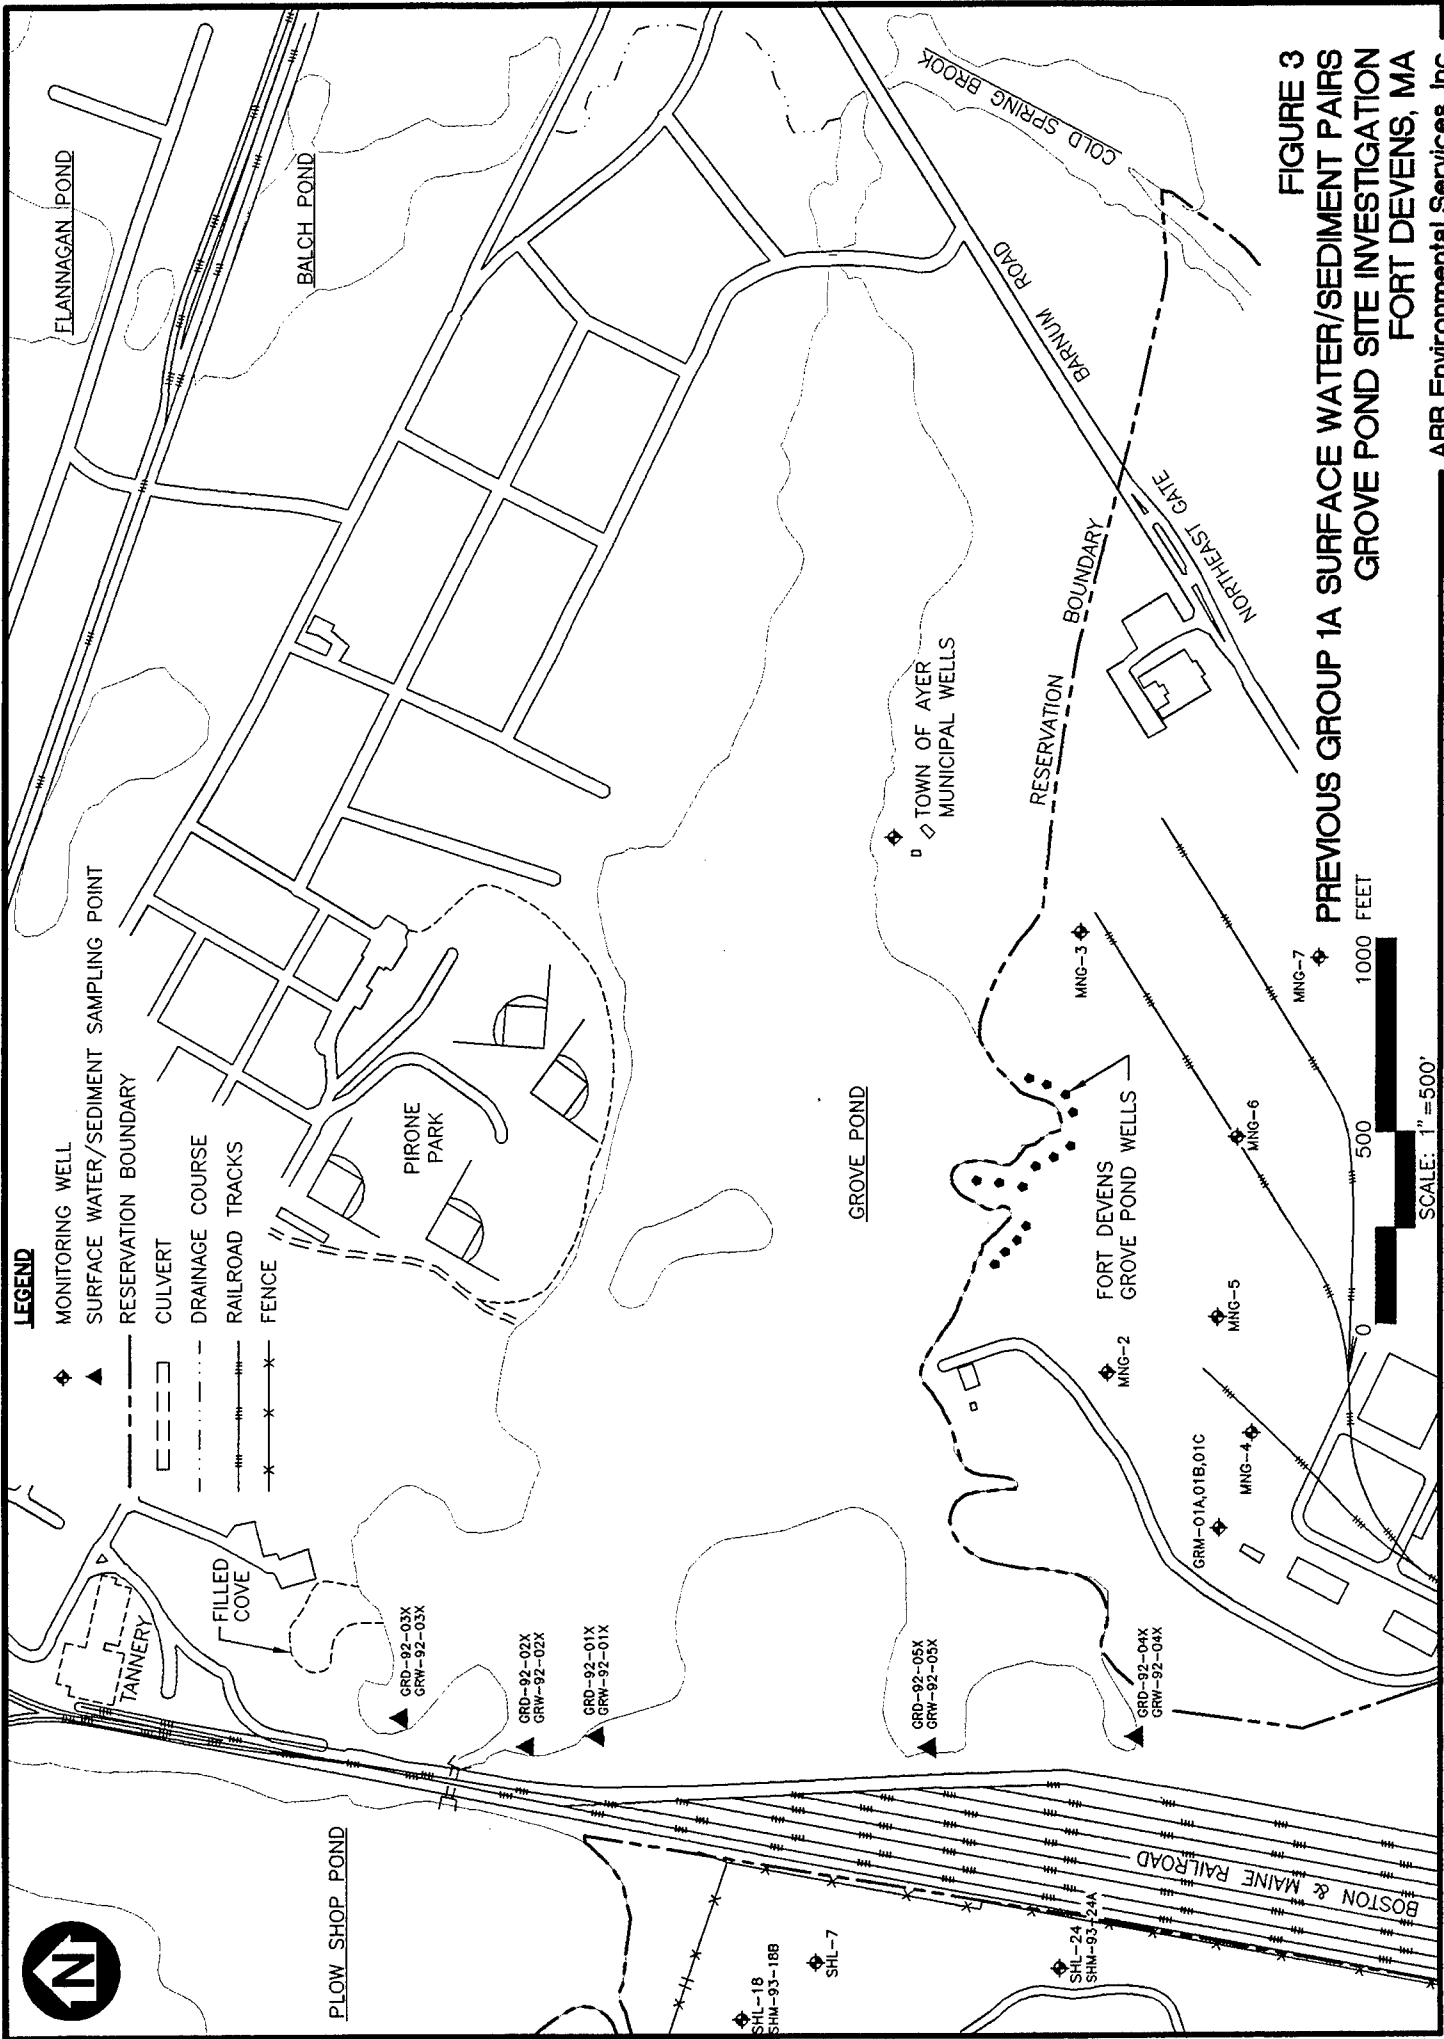 N
LEGEND
MONITORING WELL
SURFACE WATER/SEDIMENT SAMPLING POINT
RESERVATION BOUNDARY
CULVERT
DRAINAGE COURSE
RAILROAD TRACKS
FENCE
FLANNAGAN POND
BALCH POND
PLOW SHOP POND
TANNERY
FILLED
COVE
PIRONE
PARK
GRD-92-03X
GRW-92-03X
GRD-92-02X
GRW-92-02X
GRD-92-01X
GRW-92-01X
GRD-92-05X
GRW-92-05X
GRD-92-04X
GRW-92-04X
GROVE POND
TOWN OF AYER
MUNICIPAL WELLS
COLD SPRING BROOK
BARNUM ROAD
NORTHEAST GATE
RESERVATION BOUNDARY
FORT DEVENS
GROVE POND WELLS
SHL-18
SHM-93-18B
SHL-7
SHL-24
SHM-93-24A
BOSTON & MAINE RAILROAD
MNG-2
MNG-3
MNG-5
MNG-6
MNG-4
MNG-7
GRM-01A,01B,01C
0 500 1000 FEET
SCALE: 1"=500'
FIGURE 3
PREVIOUS GROUP 1A SURFACE WATER/SEDIMENT PAIRS
GROVE POND SITE INVESTIGATION
FORT DEVENS, MA
ABB Environmental Services, Inc.